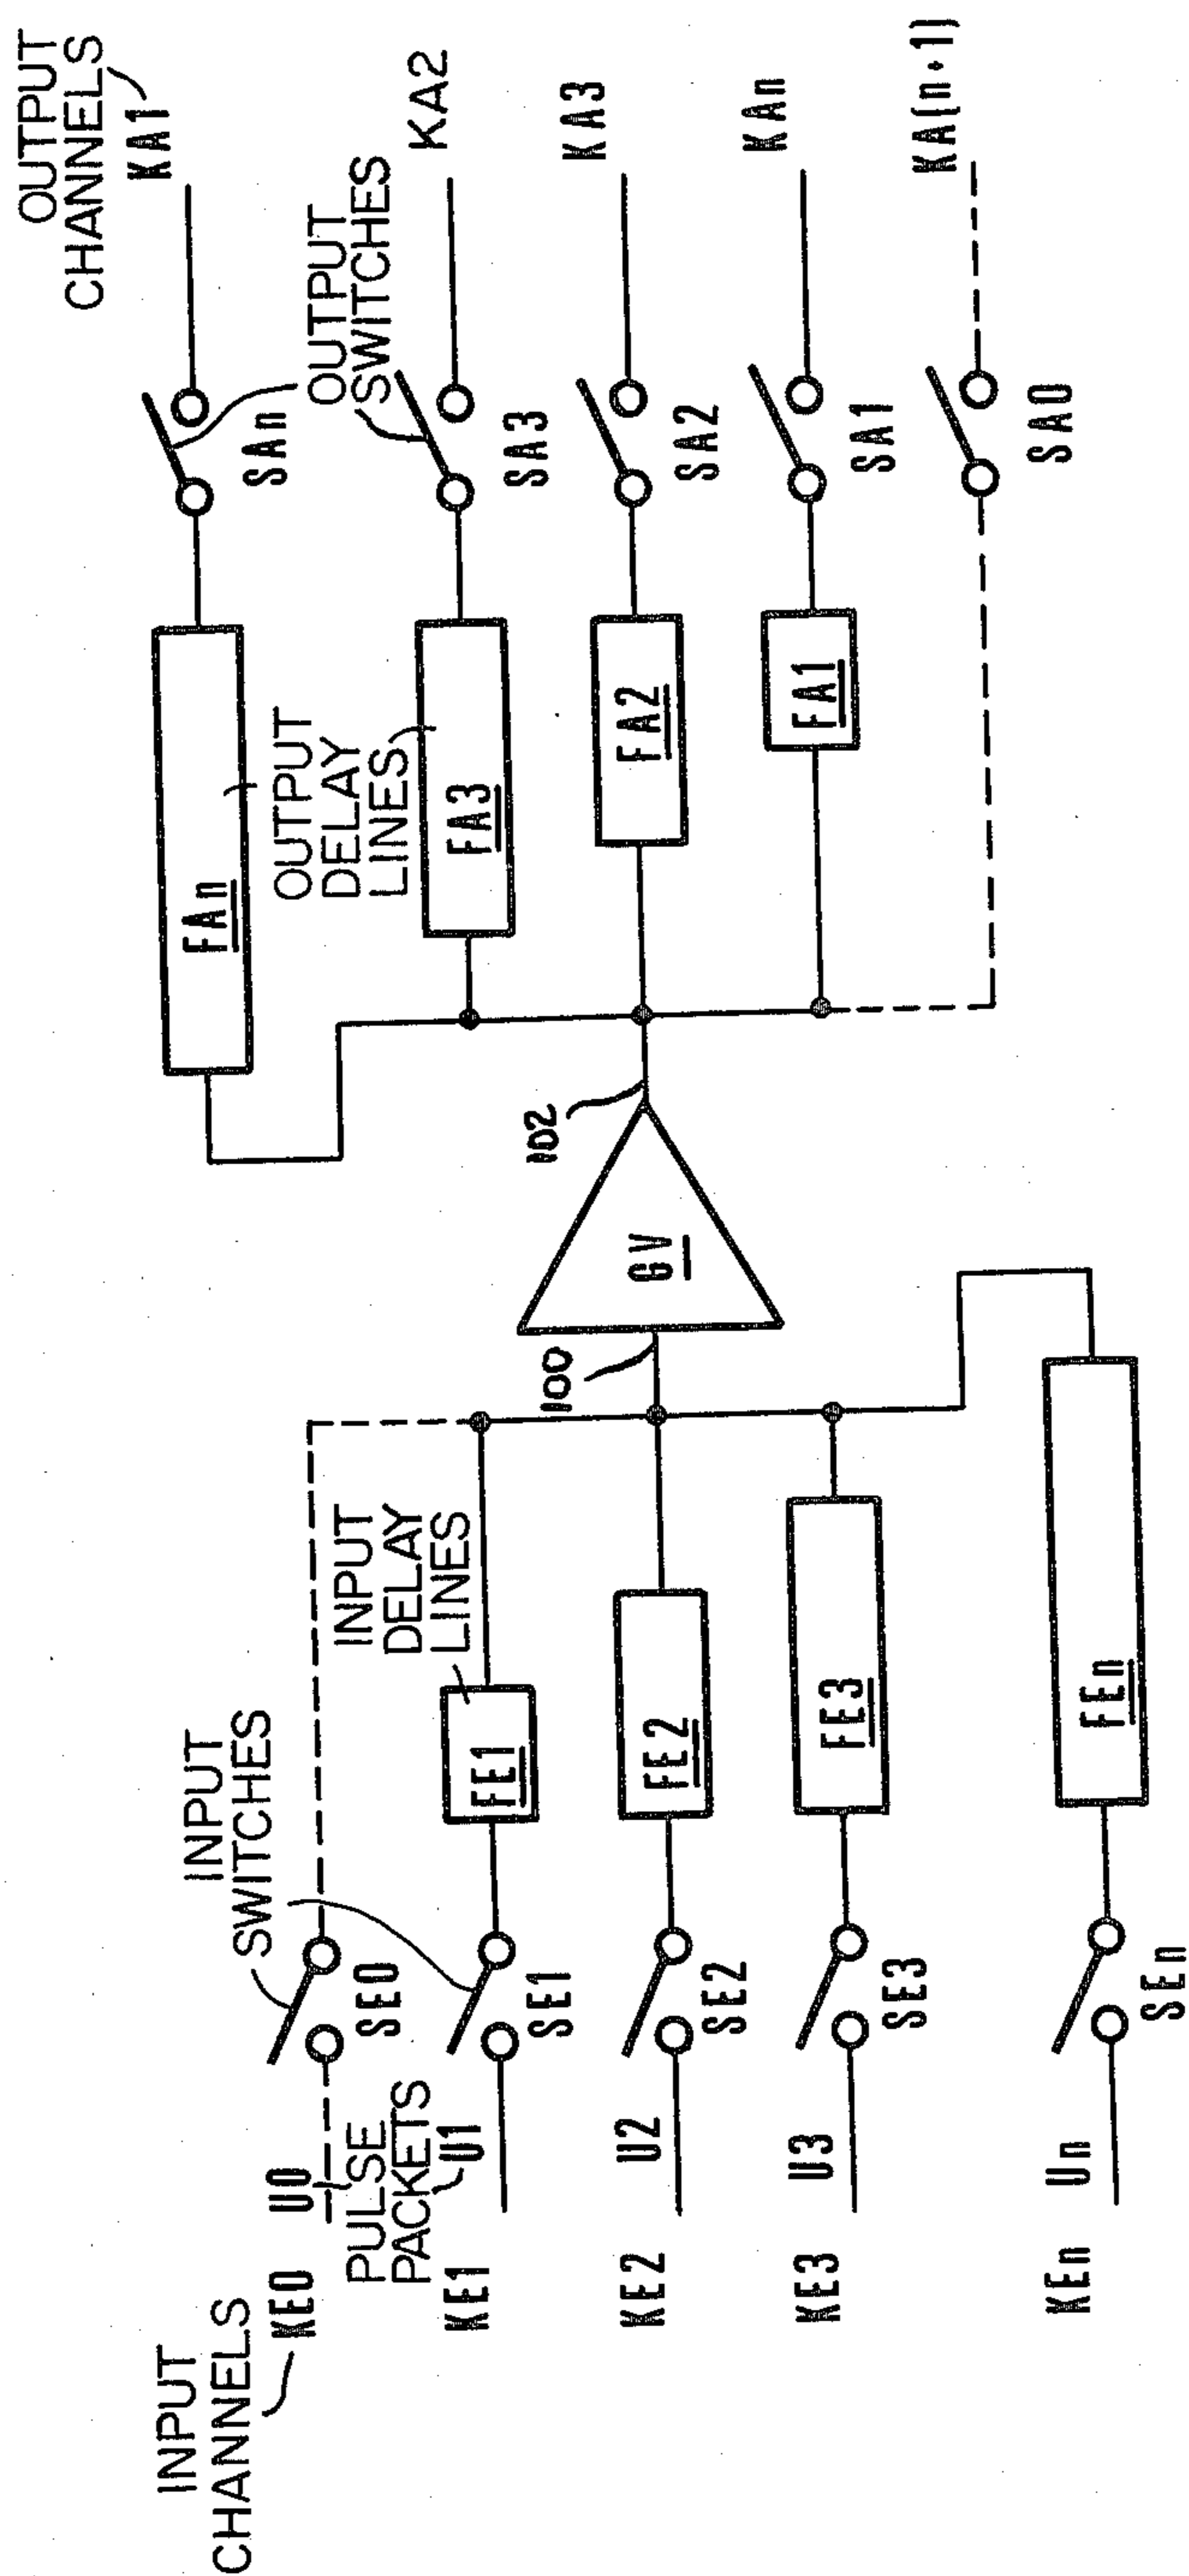 INPUT
CHANNELS
KE0
U0
PULSE
PACKETS
U1
KE1
KE2
U2
KE3
U3
KEn
Un
INPUT
SWITCHES
SE0
SE1
SE2
SE3
SEn
INPUT
DELAY
LINES
FE1
FE2
FE3
FEn
100
GV
102
FAn
OUTPUT
DELAY
LINES
FA3
FA2
FA1
OUTPUT
SWITCHES
SAn
SA3
SA2
SA1
SA0
OUTPUT
CHANNELS
KA1
KA2
KA3
KAn
KA(n+1)